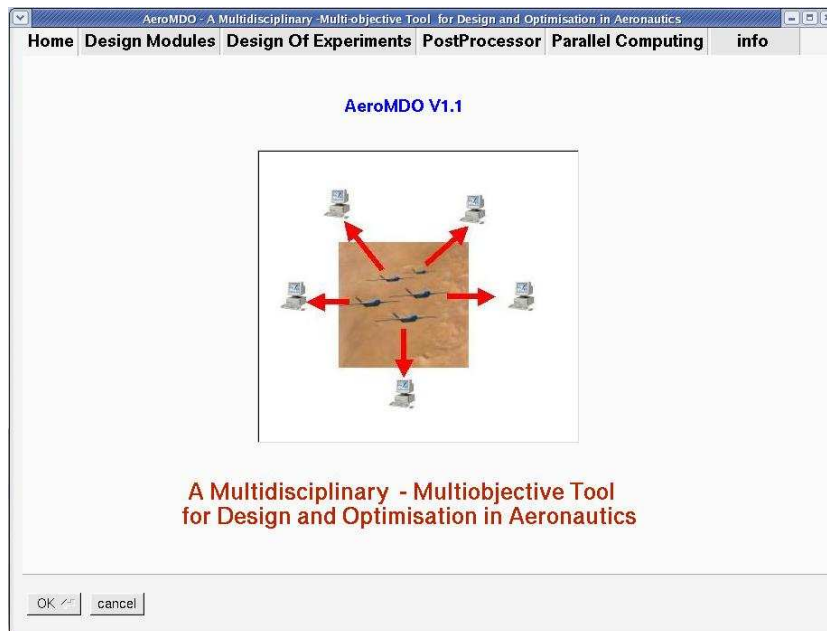 AeroMDO - A Multidisciplinary -Multi-objective Tool for Design and Optimisation in Aeronautics
Home Design Modules Design Of Experiments PostProcessor Parallel Computing info
AeroMDO V1.1
A Multidisciplinary - Multiobjective Tool
for Design and Optimisation in Aeronautics
OK cancel